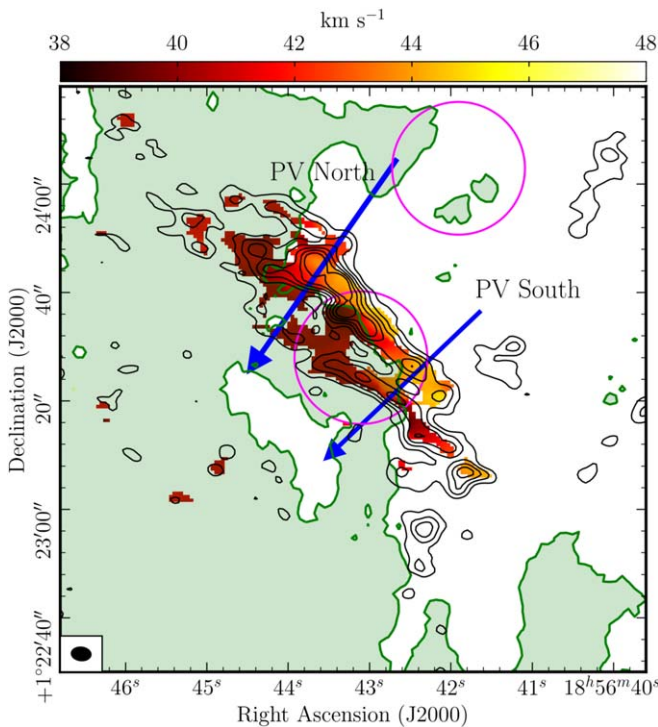 km s⁻¹
38 40 42 44 46 48
PV North
PV South
Declination (J2000)
24′00″
40″
20″
23′00″
+1°22′40″
46ˢ 45ˢ 44ˢ 43ˢ 42ˢ 41ˢ 18ʰ56ᵐ40ˢ
Right Ascension (J2000)